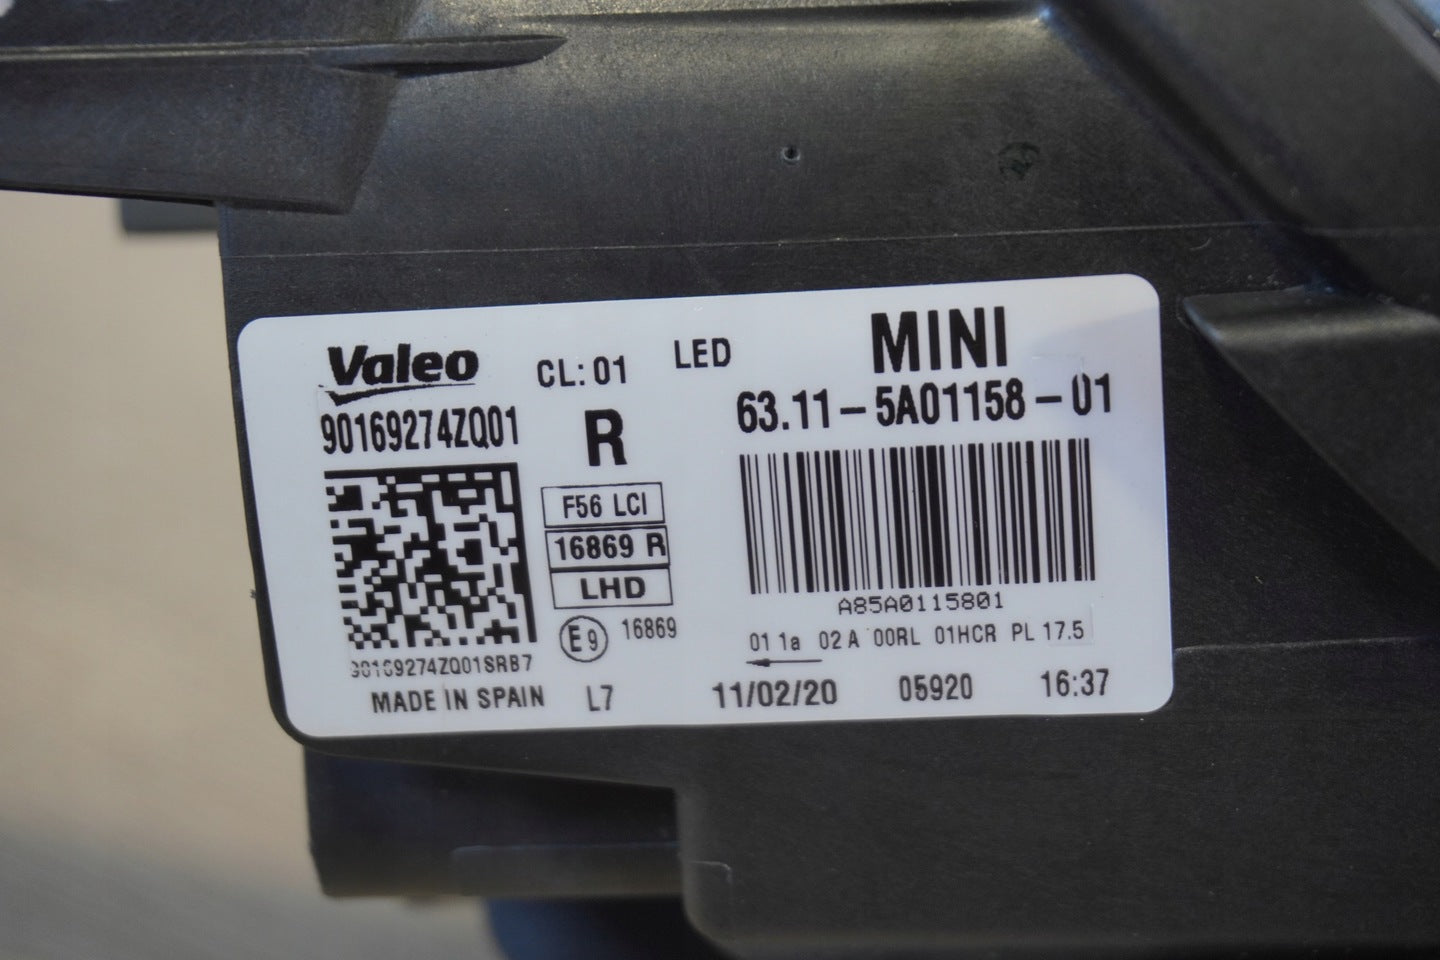 Valeo CL: 01 LED MINI
90169274ZQ01 R 63.11-5A01158-01
F56 LCI
16869 R
LHD
A85A0115801
E9 16869
01 1a 02 A 00RL 01HCR PL 17.5
90169274ZQ01SRB7
MADE IN SPAIN L7 11/02/20 05920 16:37